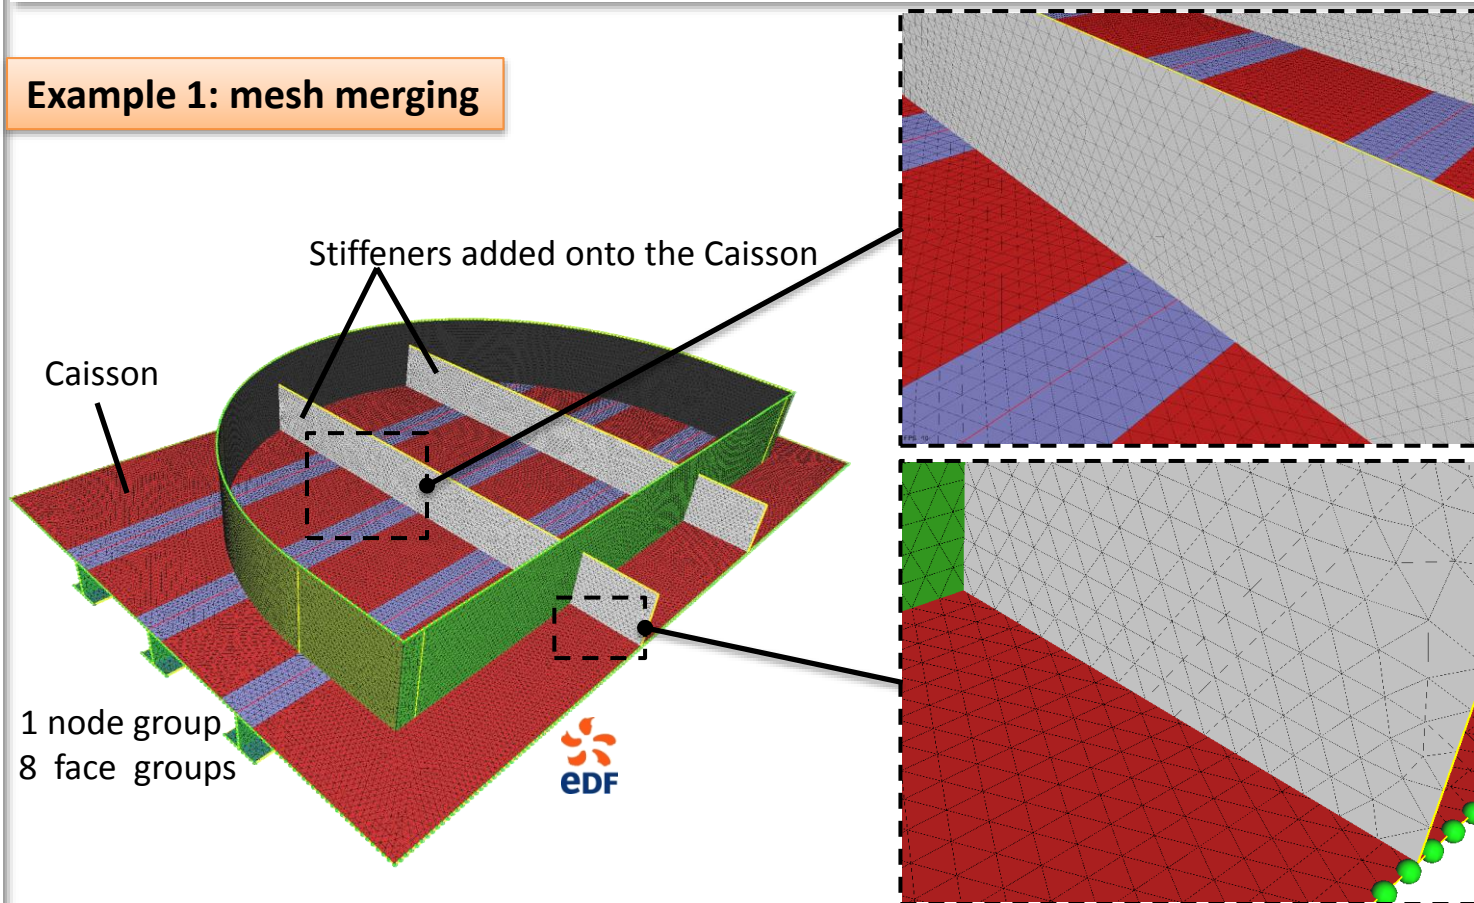 Example 1: mesh merging
Stiffeners added onto the Caisson
Caisson
1 node group
8 face groups
eDF